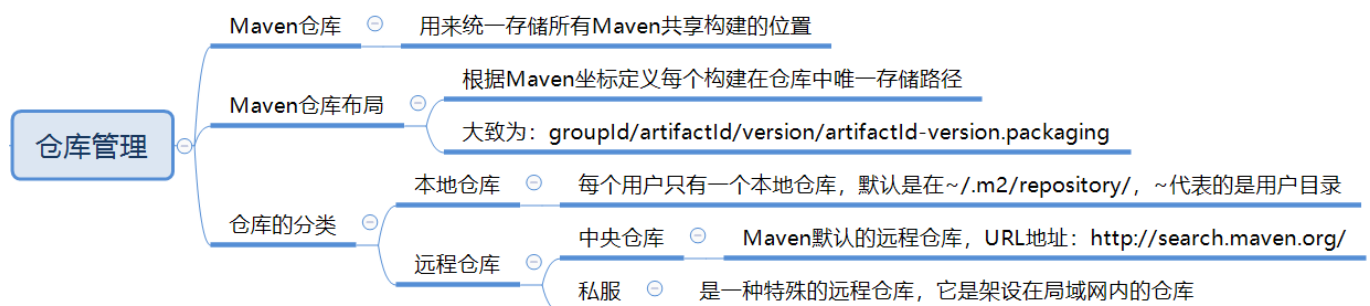 Maven仓库
用来统一存储所有Maven共享构建的位置
根据Maven坐标定义每个构建在仓库中唯一存储路径
Maven仓库布局
大致为：groupId/artifactId/version/artifactId-version.packaging
仓库管理
本地仓库
每个用户只有一个本地仓库，默认是在~/.m2/repository/，~代表的是用户目录
仓库的分类
中央仓库
Maven默认的远程仓库，URL地址：http://search.maven.org/
远程仓库
私服
是一种特殊的远程仓库，它是架设在局域网内的仓库